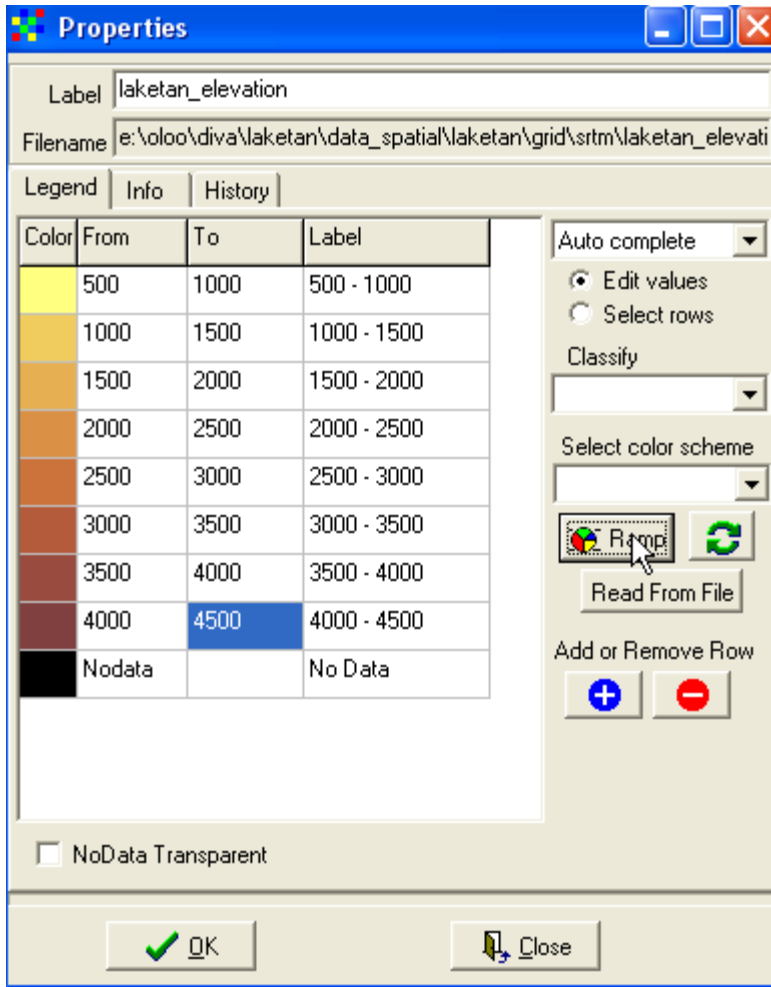 Properties
Label laketan_elevation
Filename e:\oloo\diva\laketan\data_spatial\laketan\grid\srtm\laketan_elevati
Legend Info History
Color From To Label
500 1000 500 - 1000
1000 1500 1000 - 1500
1500 2000 1500 - 2000
2000 2500 2000 - 2500
2500 3000 2500 - 3000
3000 3500 3000 - 3500
3500 4000 3500 - 4000
4000 4500 4000 - 4500
Nodata No Data
Auto complete
Edit values
Select rows
Classify
Select color scheme
Ramp
Read From File
Add or Remove Row
NoData Transparent
OK Close